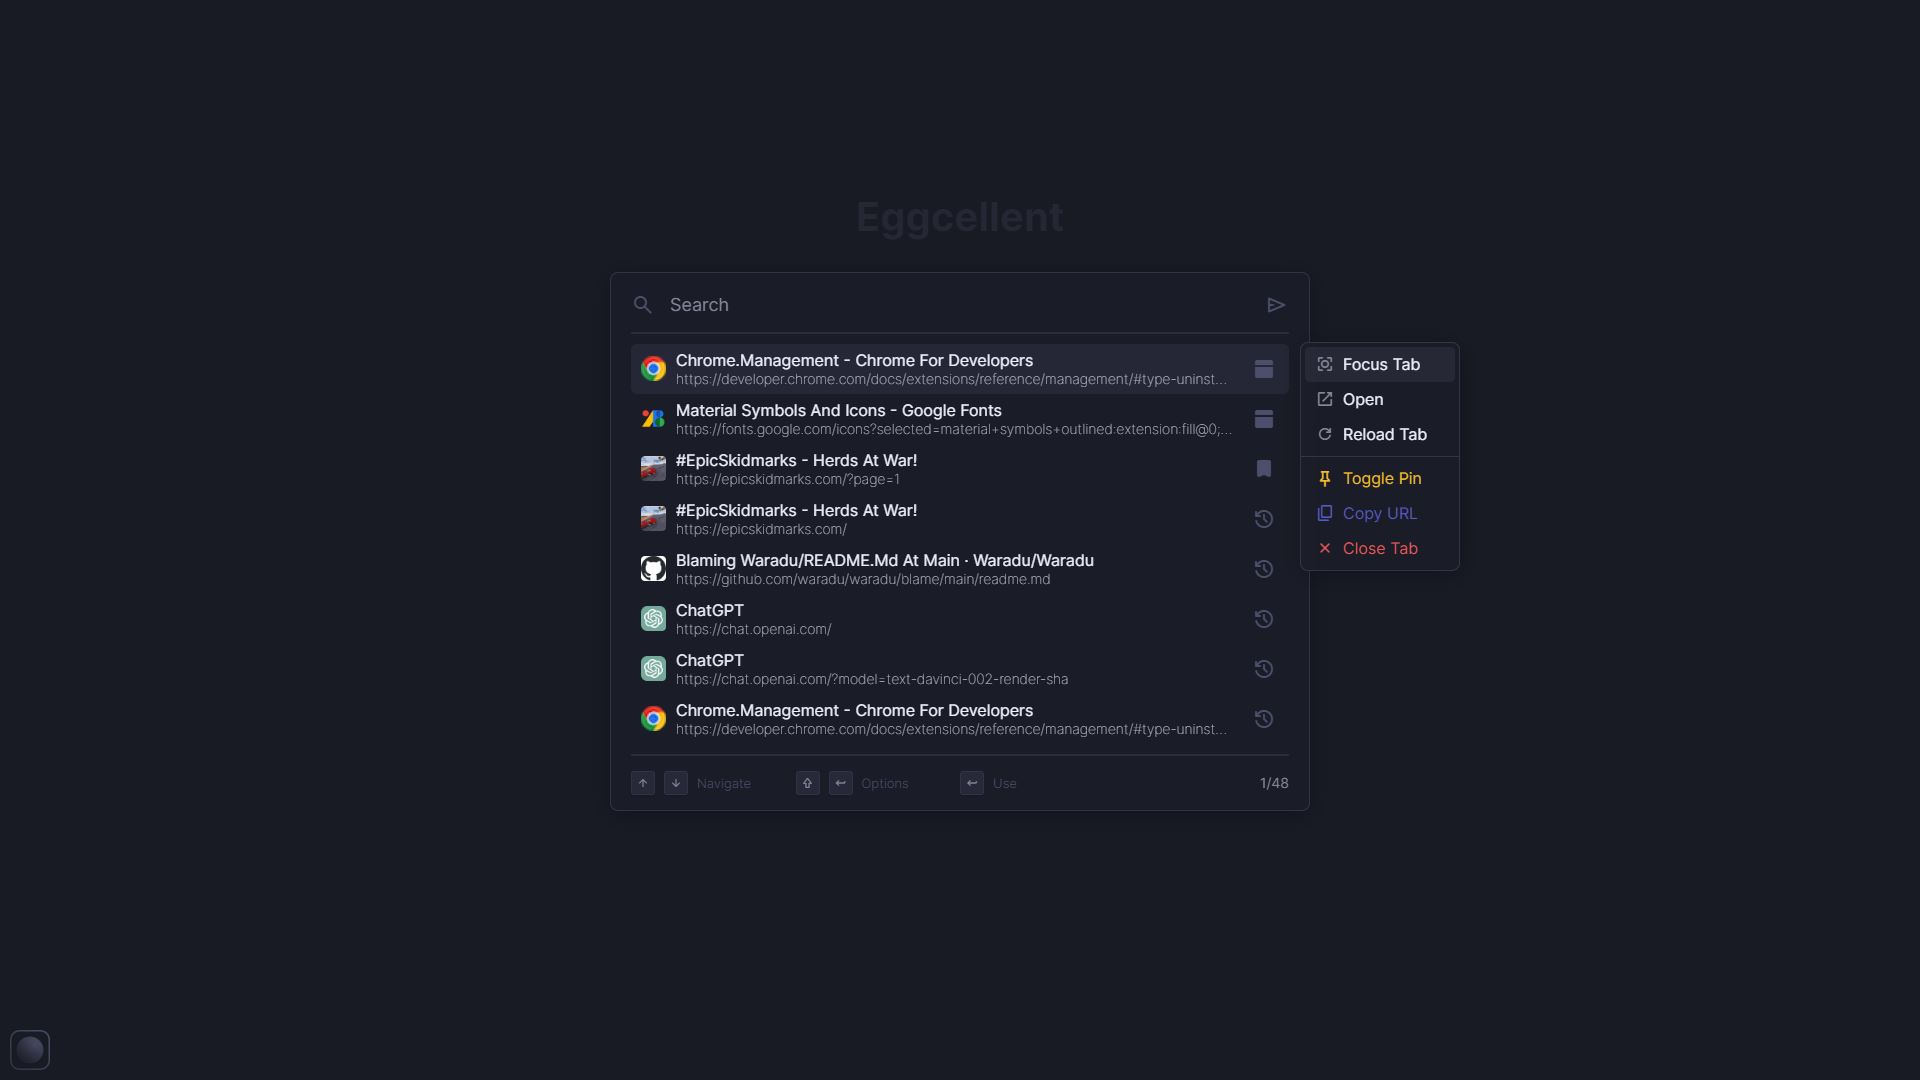 Eggcellent
Search
Chrome.Management - Chrome For Developers
https://developer.chrome.com/docs/extensions/reference/management/#type-uninst...
Material Symbols And Icons - Google Fonts
https://fonts.google.com/icons?selected=material+symbols+outlined:extension:fill@0;...
#EpicSkidmarks - Herds At War!
https://epicskidmarks.com/?page=1
#EpicSkidmarks - Herds At War!
https://epicskidmarks.com/
Blaming Waradu/README.Md At Main · Waradu/Waradu
https://github.com/waradu/waradu/blame/main/readme.md
ChatGPT
https://chat.openai.com/
ChatGPT
https://chat.openai.com/?model=text-davinci-002-render-sha
Chrome.Management - Chrome For Developers
https://developer.chrome.com/docs/extensions/reference/management/#type-uninst...
Navigate Options Use 1/48
Focus Tab
Open
Reload Tab
Toggle Pin
Copy URL
Close Tab